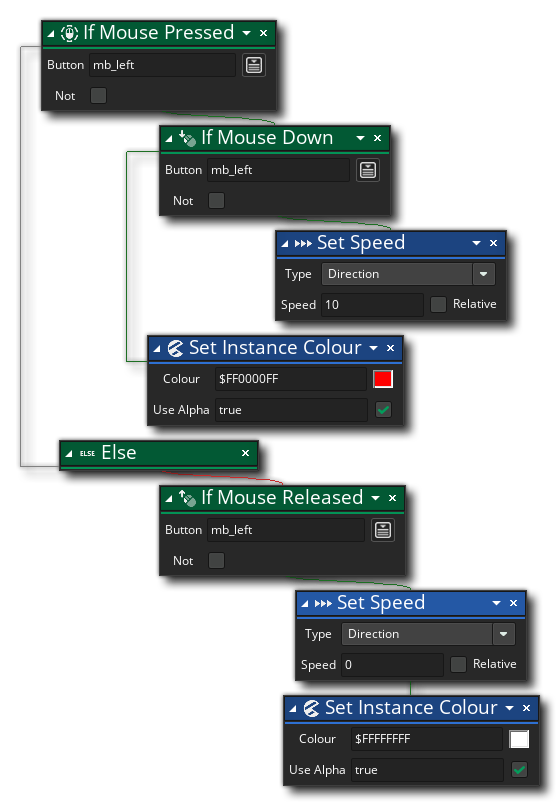 If Mouse Pressed
Button mb_left
Not
If Mouse Down
Button mb_left
Not
Set Speed
Type Direction
Speed 10 Relative
Set Instance Colour
Colour $FF0000FF
Use Alpha true
ELSE Else
If Mouse Released
Button mb_left
Not
Set Speed
Type Direction
Speed 0 Relative
Set Instance Colour
Colour $FFFFFFFF
Use Alpha true